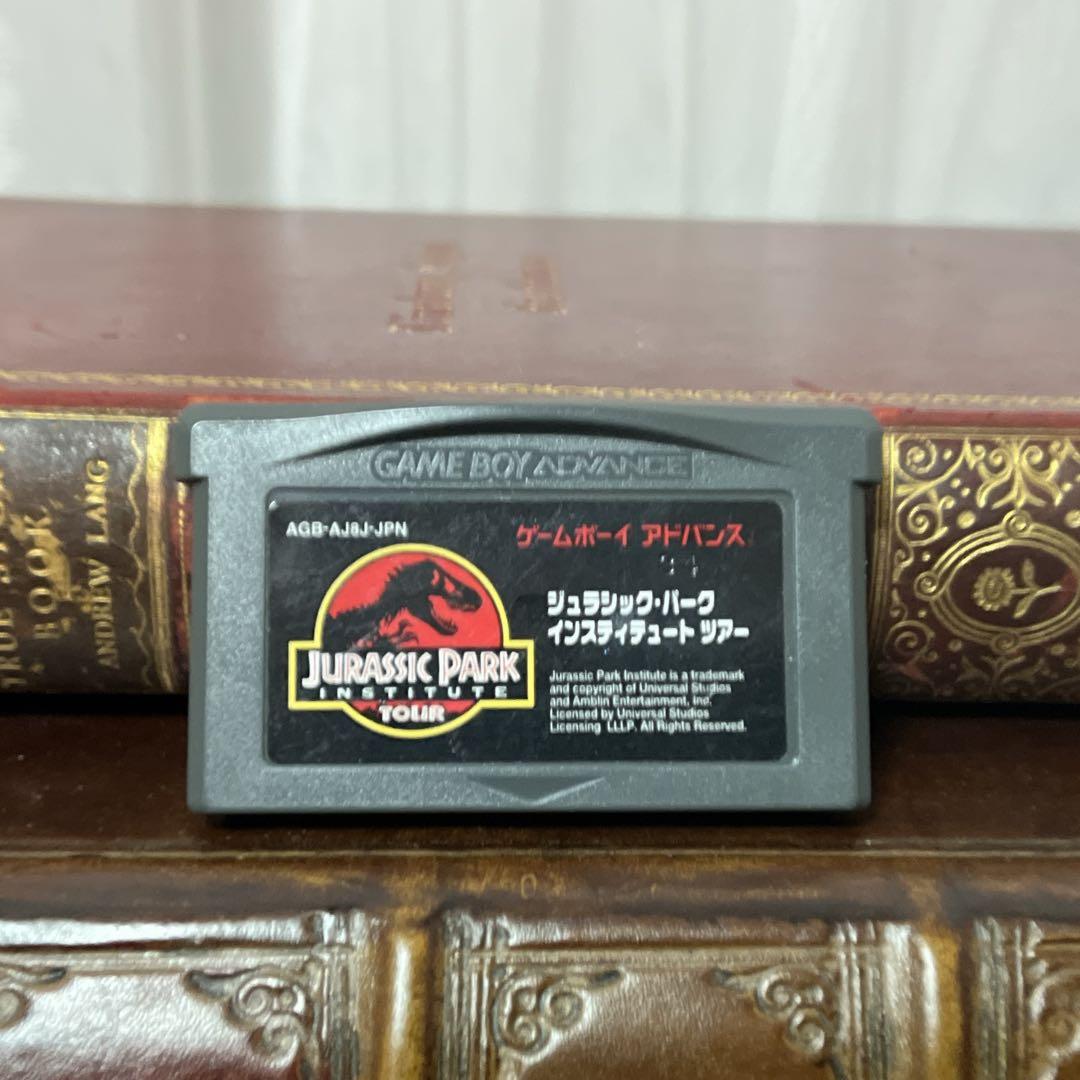 GAME BOY ADVANCE
AGB-AJ8J-JPN
ゲームボーイ アドバンス
JURASSIC PARK
INSTITUTE
TOUR
ジュラシック・パーク
インスティテュート ツアー
Jurassic Park Institute is a trademark
and copyright of Universal Studios
and Amblin Entertainment, Inc.
Licensed by Universal Studios
Licensing LLLP. All Rights Reserved.
BOOK
ANDREW LANG